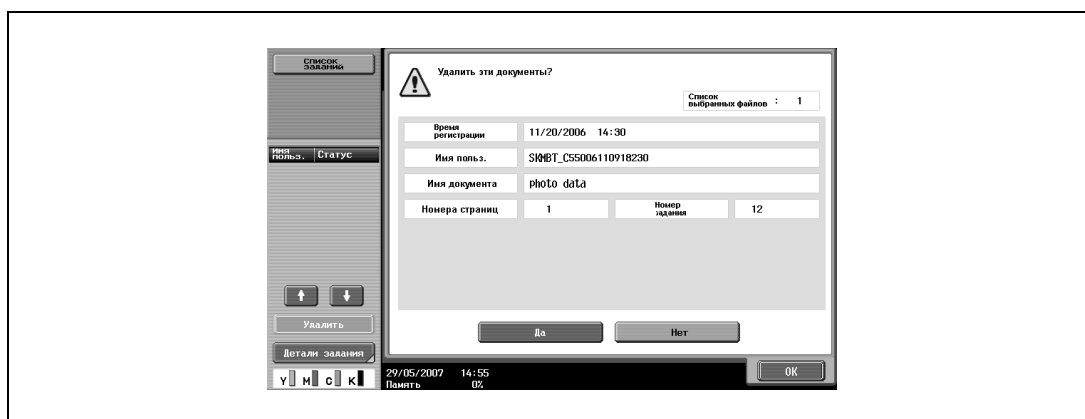 Список
заданий
Удалить эти документы?
Список
выбранных файлов : 1
Время
регистрации
11/20/2006 14:30
Имя
польз. Статус
Имя польз. SKMBT_C55006110918230
Имя документа photo data
Номера страниц 1
Номер
задания
12
Удалить
Да Нет
Детали задания
Y M C K
29/05/2007 14:55
Память 0%
OK